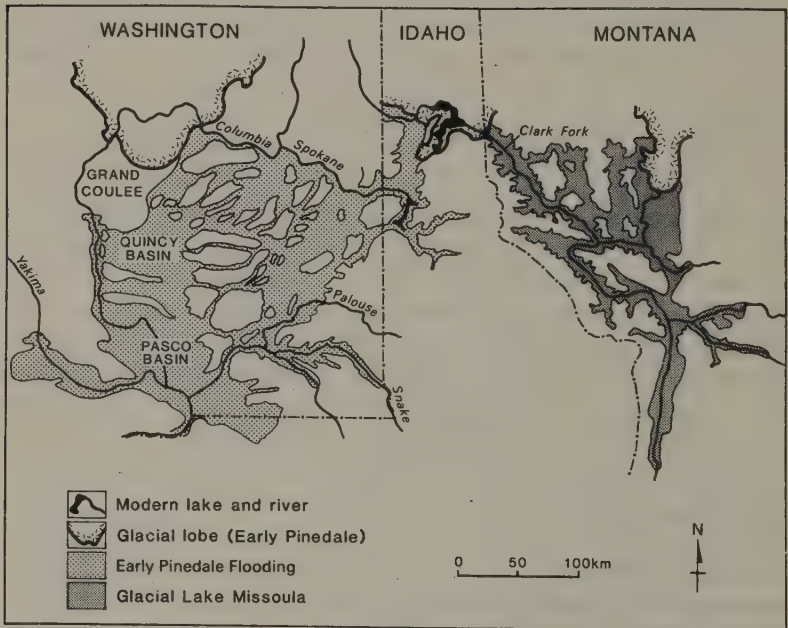 WASHINGTON
IDAHO
MONTANA
Columbia
Spokane
Clark Fork
GRAND
COULEE
QUINCY
BASIN
Yakima
Palouse
PASCO
BASIN
Snake
Modern lake and river
Glacial lobe (Early Pinedale)
Early Pinedale Flooding
Glacial Lake Missoula
0 50 100km
N